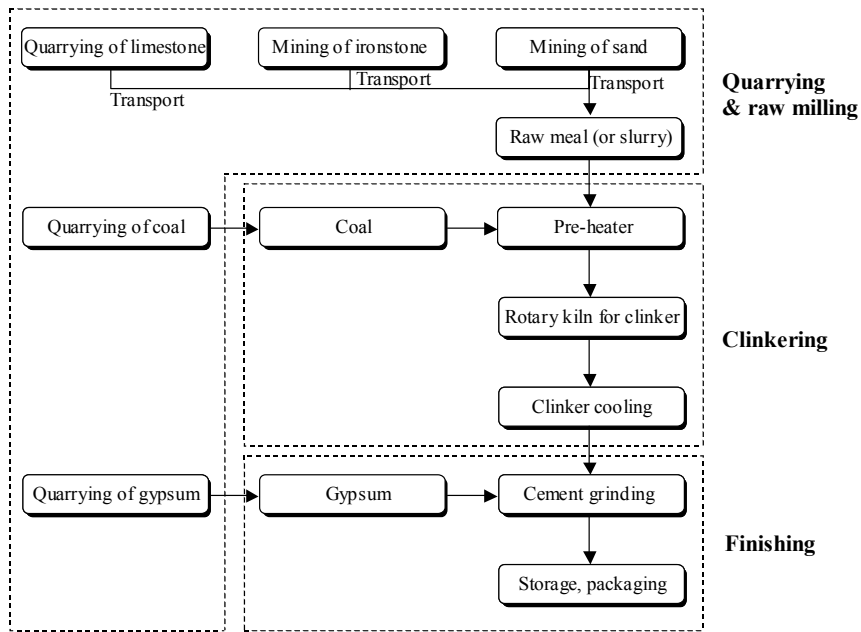 Quarrying of limestone
Mining of ironstone
Mining of sand
Transport
Transport
Transport
Quarrying
& raw milling
Raw meal (or slurry)
Quarrying of coal
Coal
Pre-heater
Rotary kiln for clinker
Clinkering
Clinker cooling
Quarrying of gypsum
Gypsum
Cement grinding
Finishing
Storage, packaging